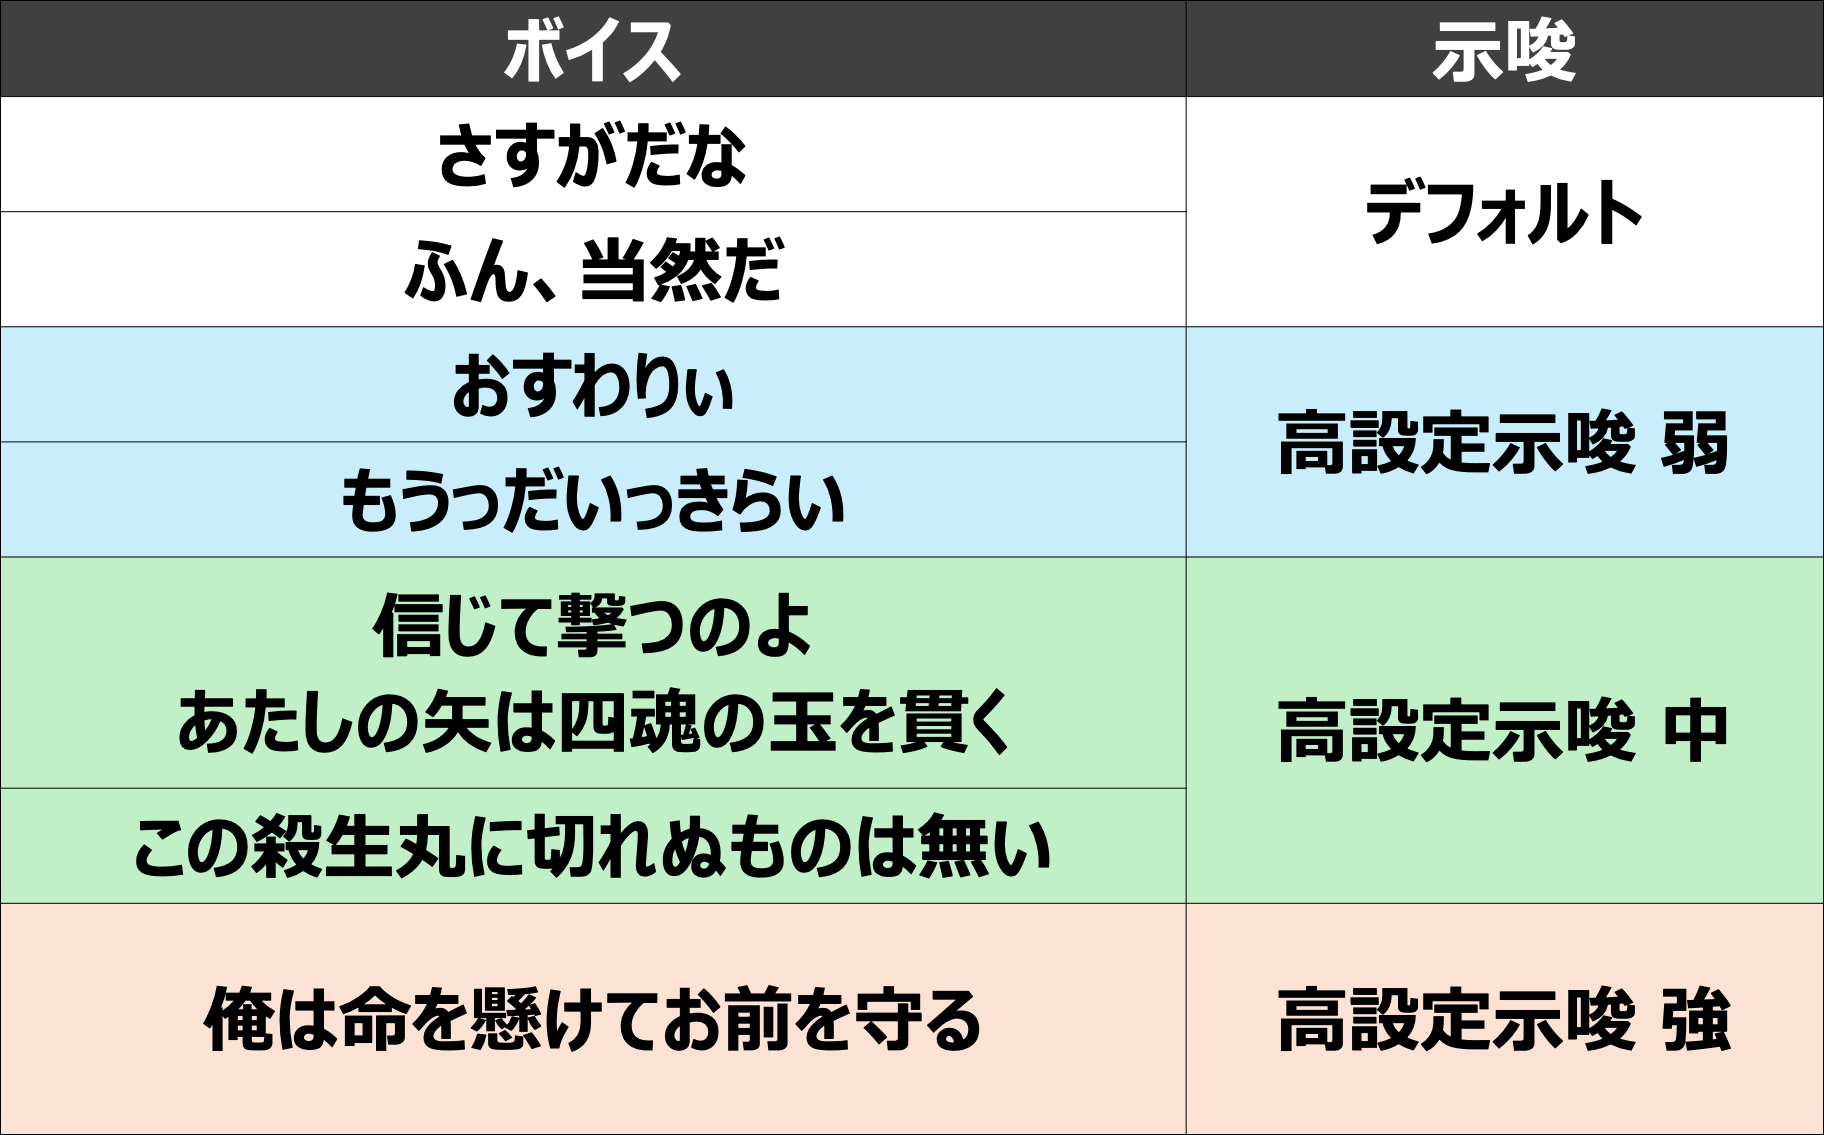 ボイス 示唆
さすがだな
デフォルト
ふん、当然だ
おすわりぃ
高設定示唆 弱
もうっだいっきらい
信じて撃つのよ
あたしの矢は四魂の玉を貫く
高設定示唆 中
この殺生丸に切れぬものは無い
俺は命を懸けてお前を守る
高設定示唆 強